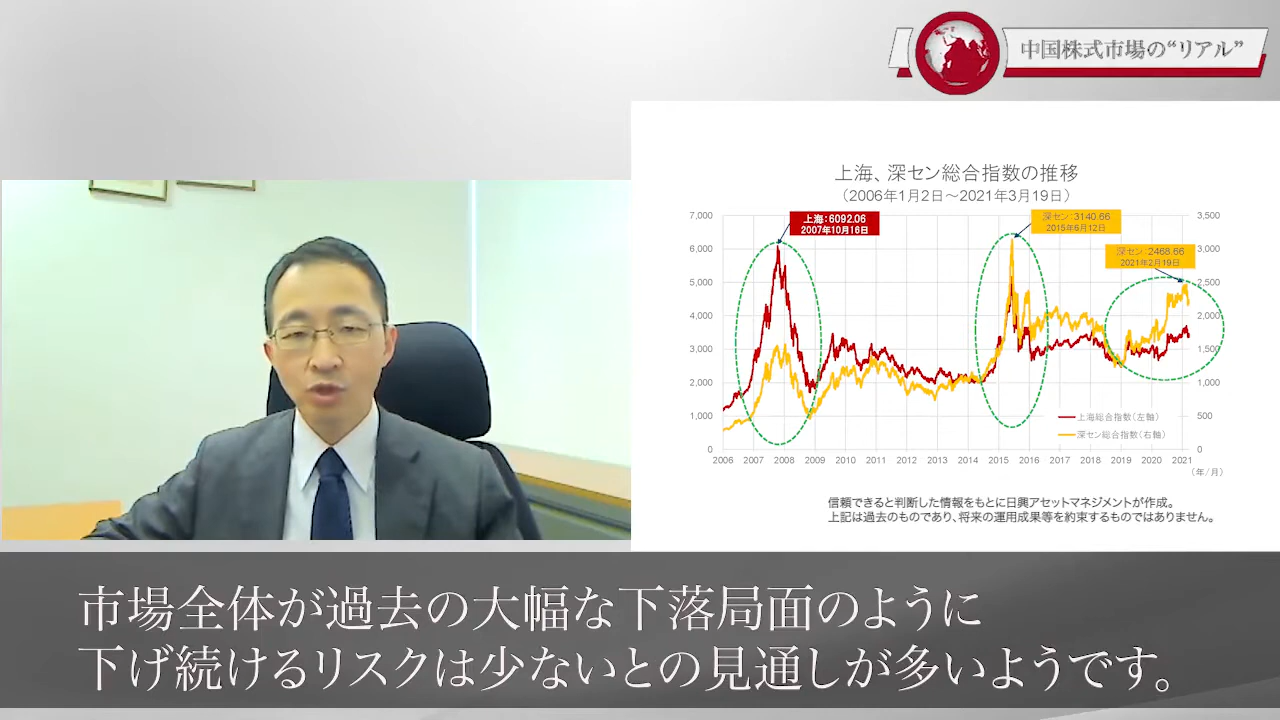 中国株式市場の“リアル”
上海、深セン総合指数の推移
（2006年1月2日～2021年3月19日）
7,000
6,000
5,000
4,000
3,000
2,000
1,000
0
上海：6092.06
2007年10月16日
深セン：3140.66
2015年6月12日
深セン：2468.66
2021年2月19日
3,500
3,000
2,500
2,000
1,500
1,000
500
0
上海総合指数（左軸）
深セン総合指数（右軸）
2006 2007 2008 2009 2010 2011 2012 2013 2014 2015 2016 2017 2018 2019 2020 2021
（年/月）
信頼できると判断した情報をもとに日興アセットマネジメントが作成。
上記は過去のものであり、将来の運用成果等を約束するものではありません。
市場全体が過去の大幅な下落局面のように
下げ続けるリスクは少ないとの見通しが多いようです。